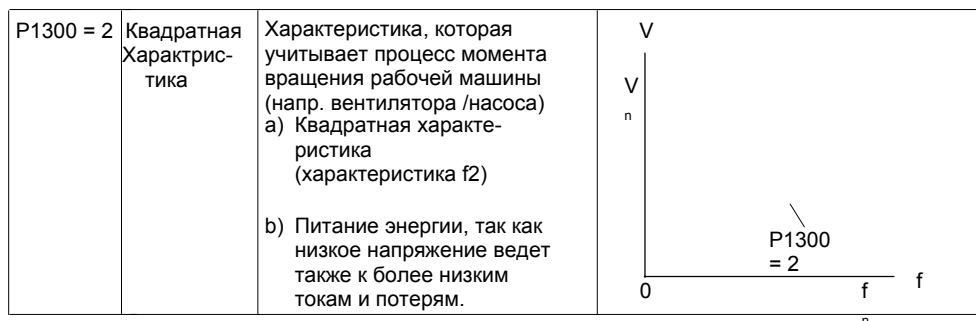 P1300 = 2
Квадратная
Характрис-
тика
Характеристика, которая
учитывает процесс момента
вращения рабочей машины
(напр. вентилятора /насоса)
a) Квадратная характе-
ристика
(характеристика f2)
b) Питание энергии, так как
низкое напряжение ведет
также к более низким
токам и потерям.
V
V
n
P1300
= 2
0
f
f
n